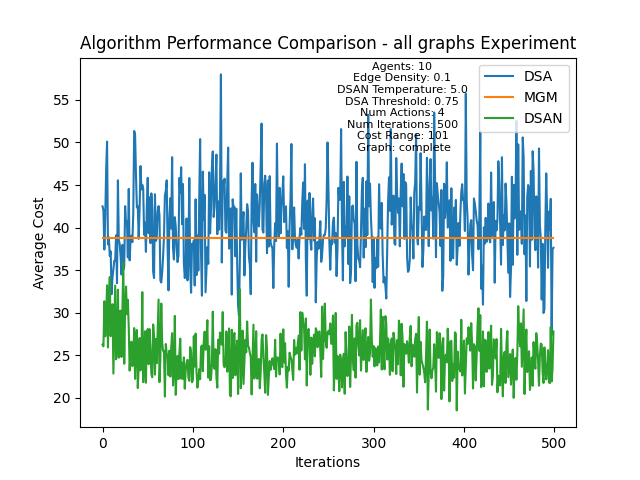 Algorithm Performance Comparison - all graphs Experiment
Agents: 10
Edge Density: 0.1
DSAN Temperature: 5.0
DSA Threshold: 0.75
Num Actions: 4
Num Iterations: 500
Cost Range: 101
Graph: complete
DSA
MGM
DSAN
Average Cost
55
50
45
40
35
30
25
20
0
100
200
300
400
500
Iterations